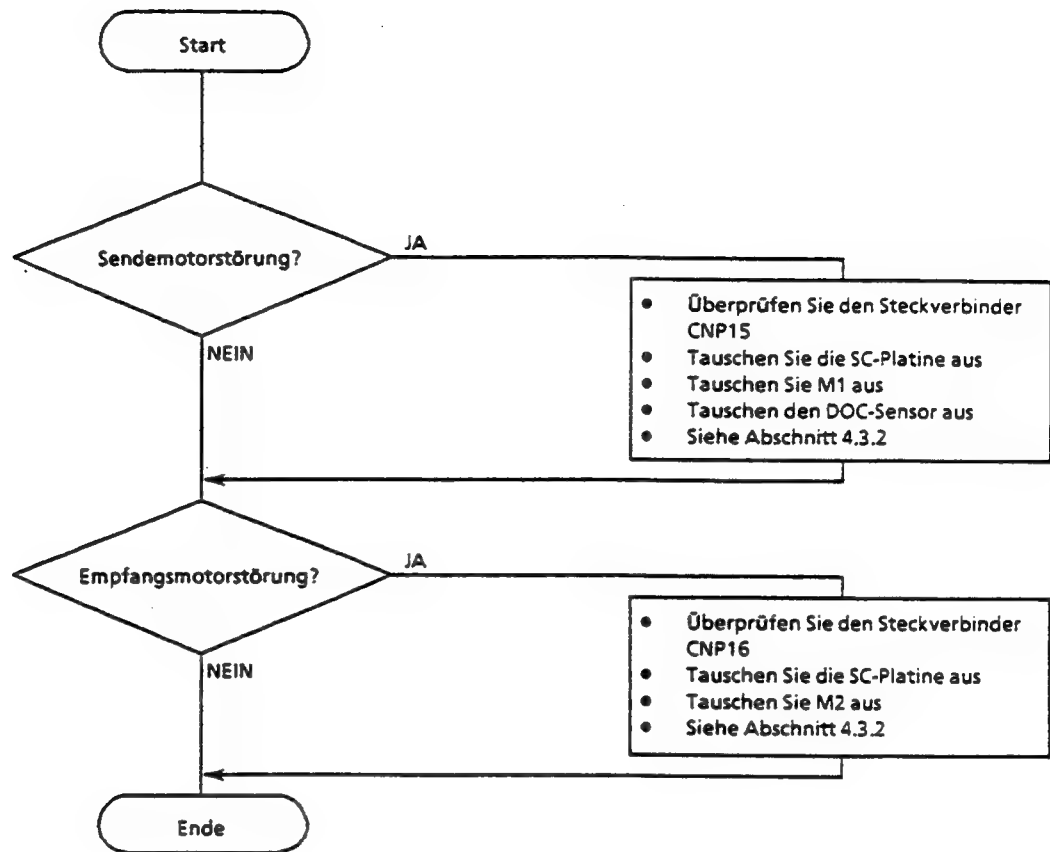 Start
Sendemotorstörung?
JA
• Überprüfen Sie den Steckverbinder
CNP15
• Tauschen Sie die SC-Platine aus
• Tauschen Sie M1 aus
• Tauschen den DOC-Sensor aus
• Siehe Abschnitt 4.3.2
NEIN
Empfangsmotorstörung?
JA
• Überprüfen Sie den Steckverbinder
CNP16
• Tauschen Sie die SC-Platine aus
• Tauschen Sie M2 aus
• Siehe Abschnitt 4.3.2
NEIN
Ende